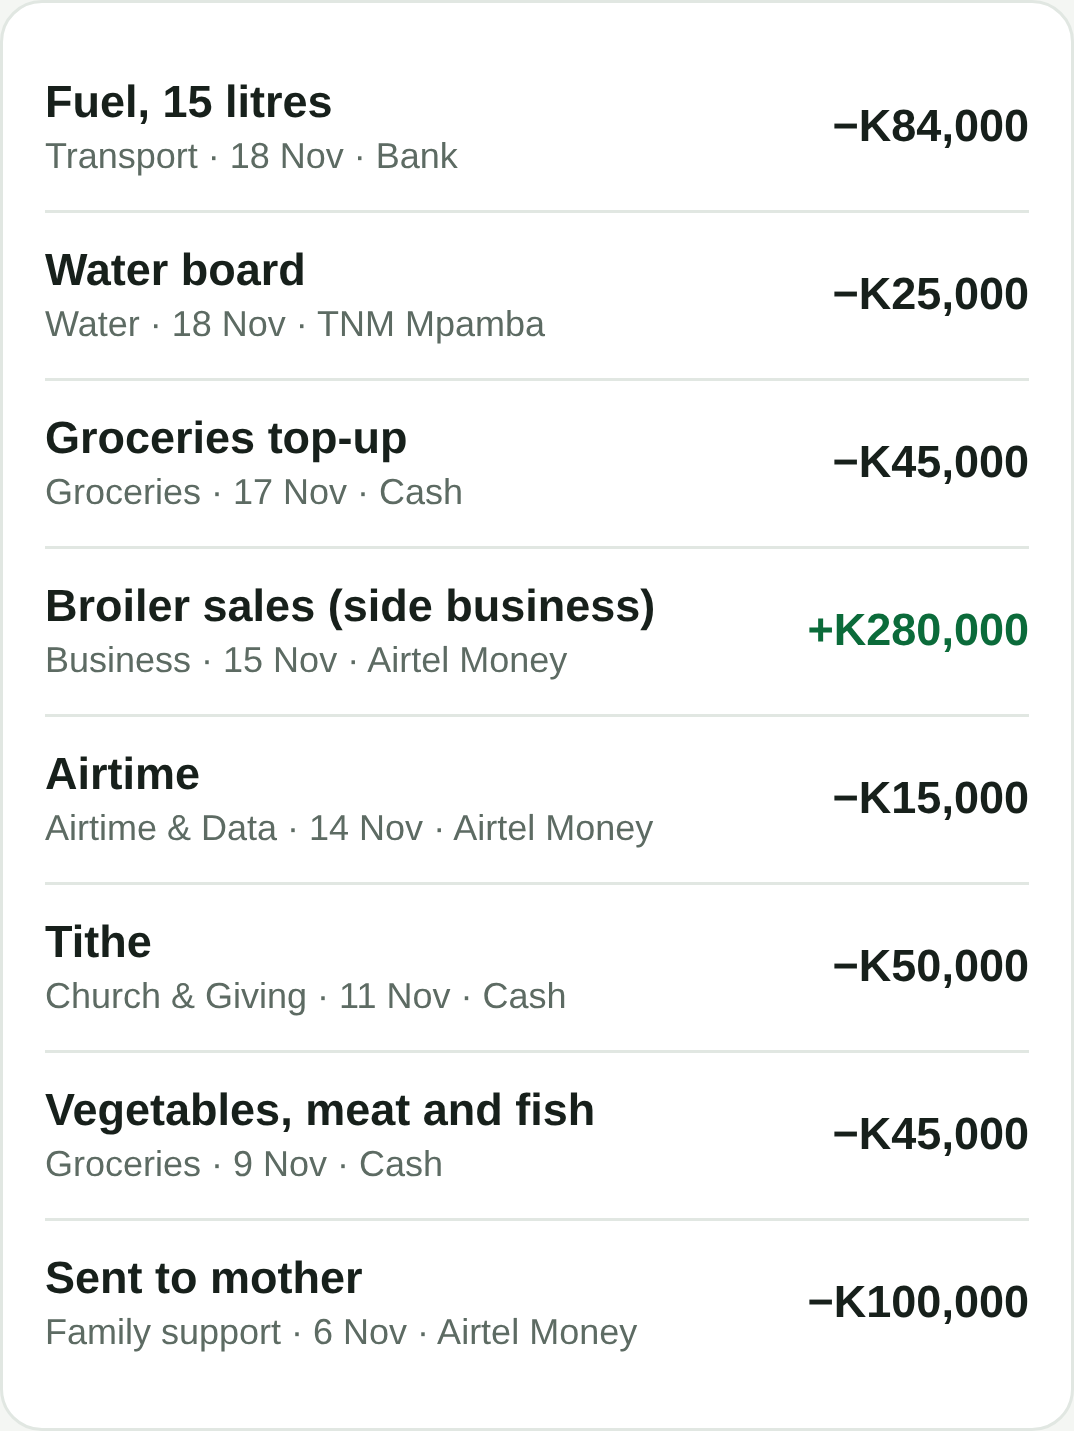 Fuel, 15 litres
−K84,000
Transport · 18 Nov · Bank
Water board
−K25,000
Water · 18 Nov · TNM Mpamba
Groceries top-up
−K45,000
Groceries · 17 Nov · Cash
Broiler sales (side business)
+K280,000
Business · 15 Nov · Airtel Money
Airtime
−K15,000
Airtime & Data · 14 Nov · Airtel Money
Tithe
−K50,000
Church & Giving · 11 Nov · Cash
Vegetables, meat and fish
−K45,000
Groceries · 9 Nov · Cash
Sent to mother
−K100,000
Family support · 6 Nov · Airtel Money